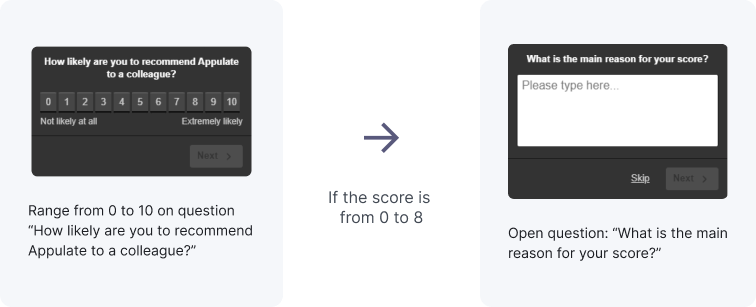 How likely are you to recommend Appulate
to a colleague?
0 1 2 3 4 5 6 7 8 9 10
Not likely at all Extremely likely
Next
Range from 0 to 10 on question
“How likely are you to recommend
Appulate to a colleague?”
If the score is
from 0 to 8
What is the main reason for your score?
Please type here...
Skip Next
Open question: “What is the main
reason for your score?”